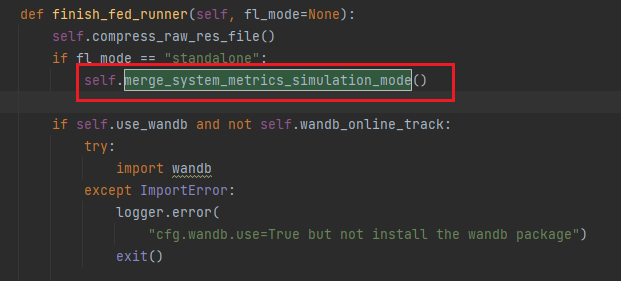 def finish_fed_runner(self, fl_mode=None):
self.compress_raw_res_file()
if fl_mode == "standalone":
self.merge_system_metrics_simulation_mode()
if self.use_wandb and not self.wandb_online_track:
try:
import wandb
except ImportError:
logger.error(
"cfg.wandb.use=True but not install the wandb package")
exit()